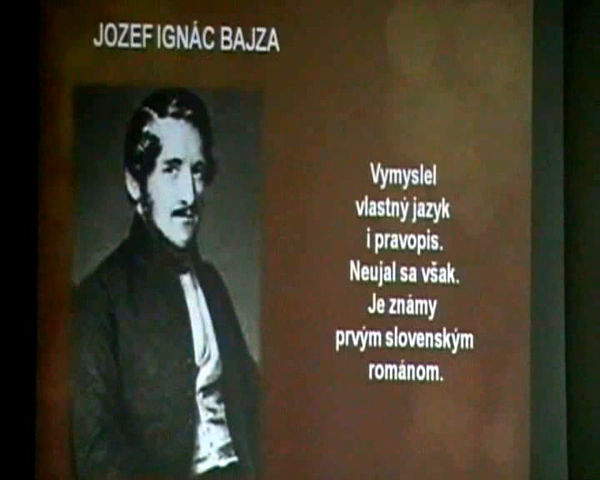 JOZEF IGNÁC BAJZA
Vymyslel
vlastný jazyk
i pravopis.
Neujal sa však.
Je známy
prvým slovenským
románom.